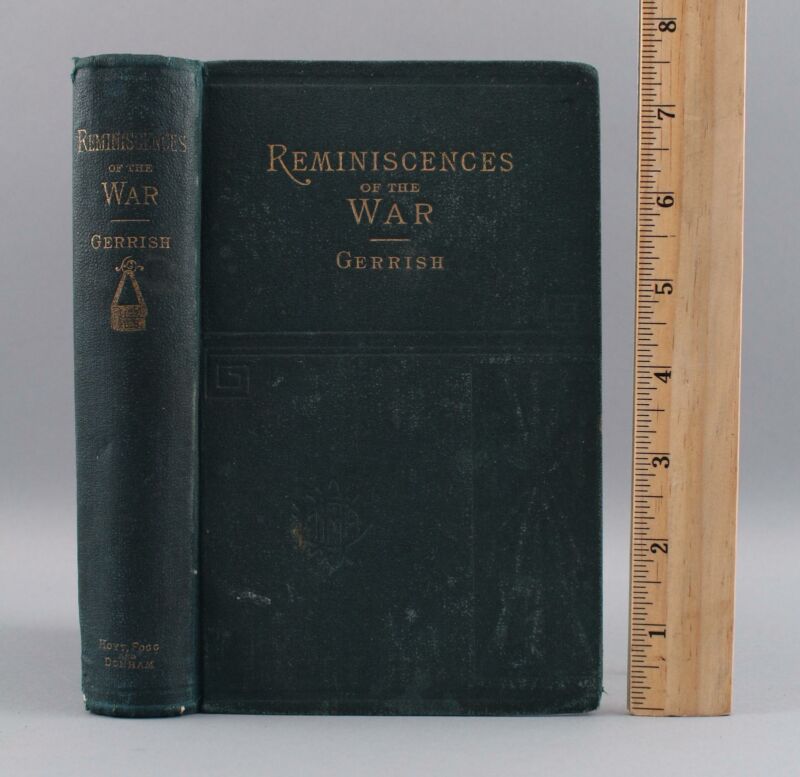 REMINISCENCES
OF THE
WAR
GERRISH
HOYT, FOGG
AND
DONHAM
REMINISCENCES
OF THE
WAR
GERRISH
8
7
6
5
4
3
2
1